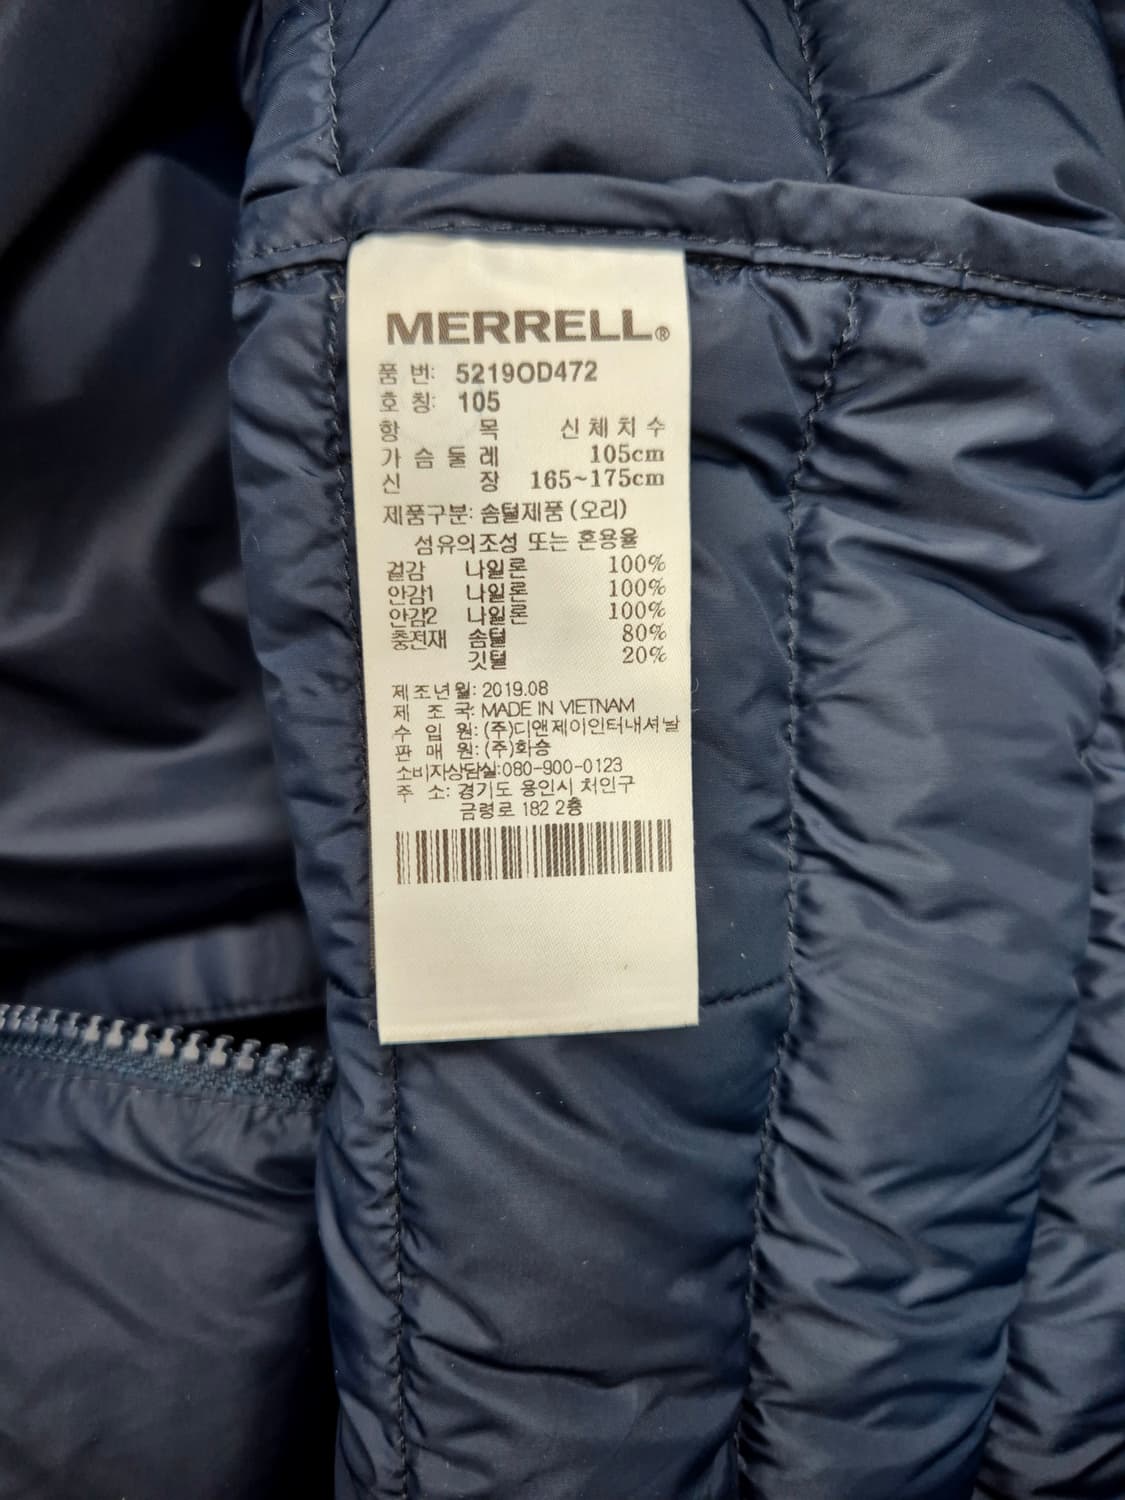 MERRELL®
품 번: 5219OD472
호 칭: 105
항 목 신체치수
가슴둘레 105cm
신 장 165~175cm
제품구분: 솜털제품(오리)
섬유의조성 또는 혼용율
겉감 나일론 100%
안감1 나일론 100%
안감2 나일론 100%
충전재 솜털 80%
깃털 20%
제조년월: 2019.08
제 조 국: MADE IN VIETNAM
수 입 원: (주)디앤제이인터내셔날
판 매 원: (주)화승
소비자상담실:080-900-0123
주 소: 경기도 용인시 처인구
금령로 182 2층